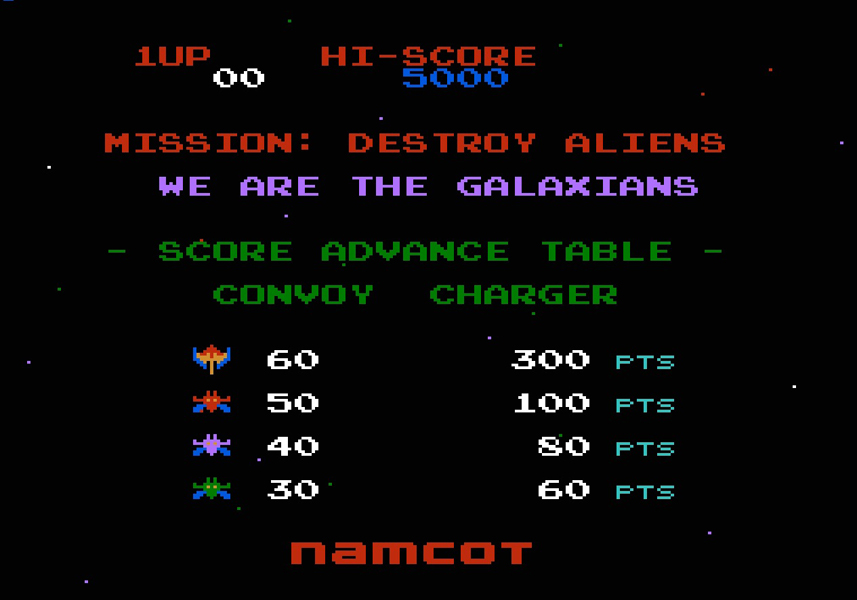 1UP HI-SCORE
00 5000
MISSION: DESTROY ALIENS
WE ARE THE GALAXIANS
- SCORE ADVANCE TABLE -
CONVOY CHARGER
60 300 PTS
50 100 PTS
40 80 PTS
30 60 PTS
namcot